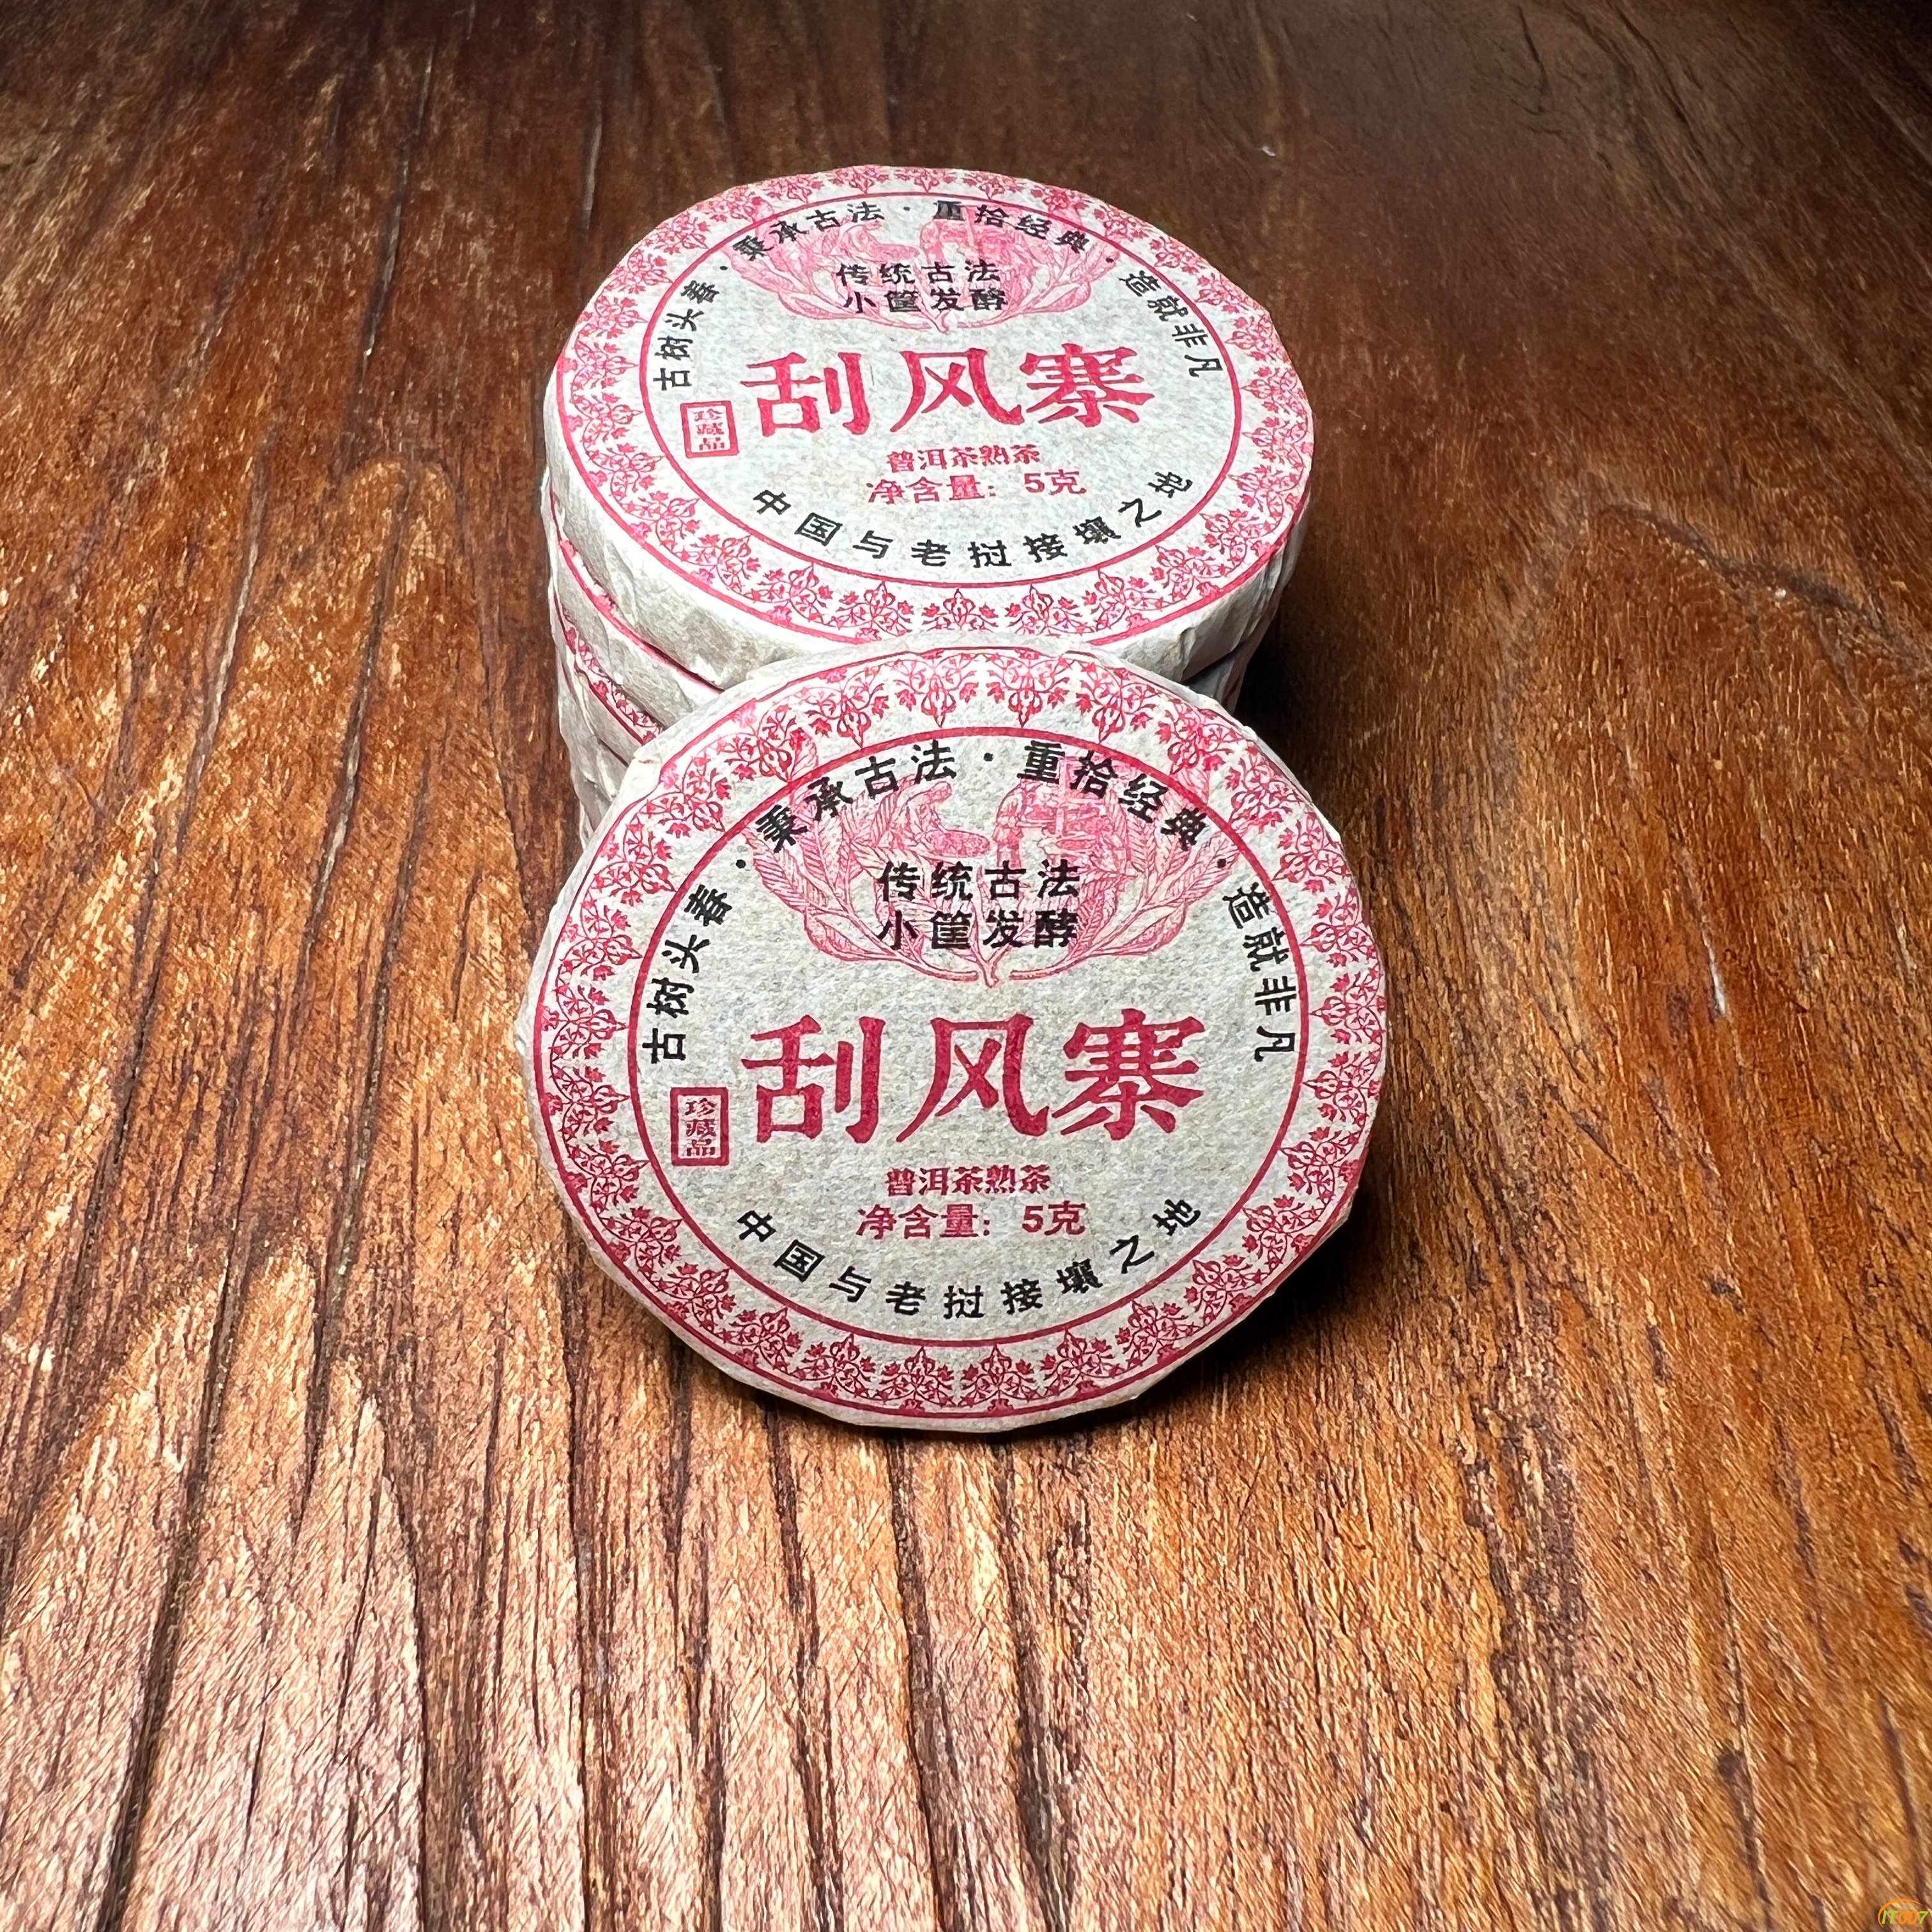 古树头春·秉承古法·重拾经典·造就非凡
传统古法
小筐发酵
刮风寨
珍藏品
普洱茶熟茶
净含量：5克
中国与老挝接壤之地
古树头春·秉承古法·重拾经典·造就非凡
传统古法
小筐发酵
刮风寨
珍藏品
普洱茶熟茶
净含量：5克
中国与老挝接壤之地